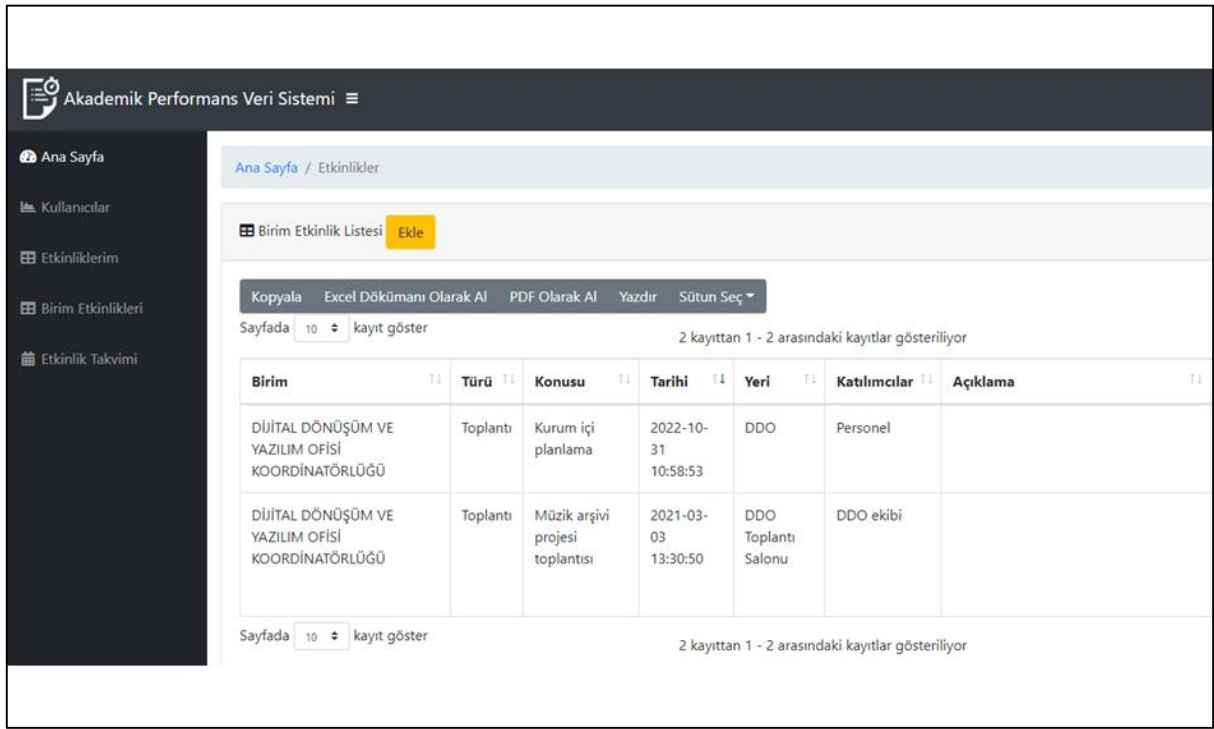 Akademik Performans Veri Sistemi
Ana Sayfa
Kullanıcılar
Etkinliklerim
Birim Etkinlikleri
Etkinlik Takvimi
Ana Sayfa / Etkinlikler
Birim Etkinlik Listesi Ekle
Kopyala Excel Dökümanı Olarak Al PDF Olarak Al Yazdır Sütun Seç
Sayfada 10 kayıt göster
2 kayıttan 1 - 2 arasındaki kayıtlar gösteriliyor
Birim Türü Konusu Tarihi Yeri Katılımcılar Açıklama
DİJİTAL DÖNÜŞÜM VE
YAZILIM OFİSİ
KOORDİNATÖRLÜĞÜ
Toplantı
Kurum içi
planlama
2022-10-
31
10:58:53
DDO
Personel
DİJİTAL DÖNÜŞÜM VE
YAZILIM OFİSİ
KOORDİNATÖRLÜĞÜ
Toplantı
Müzik arşivi
projesi
toplantısı
2021-03-
03
13:30:50
DDO
Toplantı
Salonu
DDO ekibi
Sayfada 10 kayıt göster
2 kayıttan 1 - 2 arasındaki kayıtlar gösteriliyor